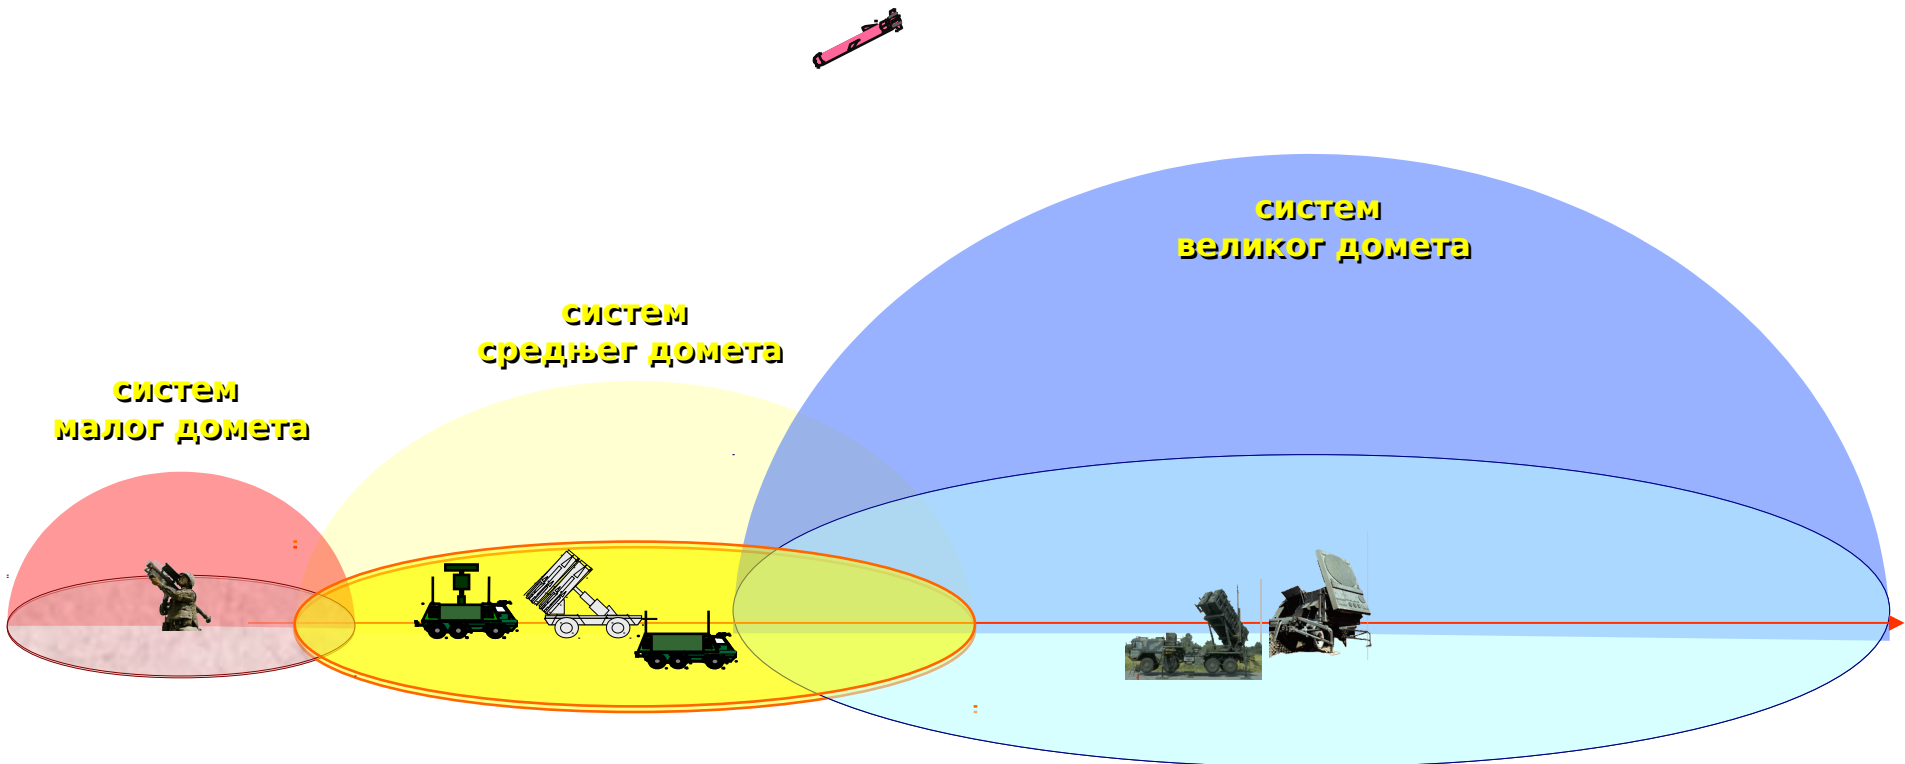 систем
малог домета
систем
средњег домета
систем
великог домета